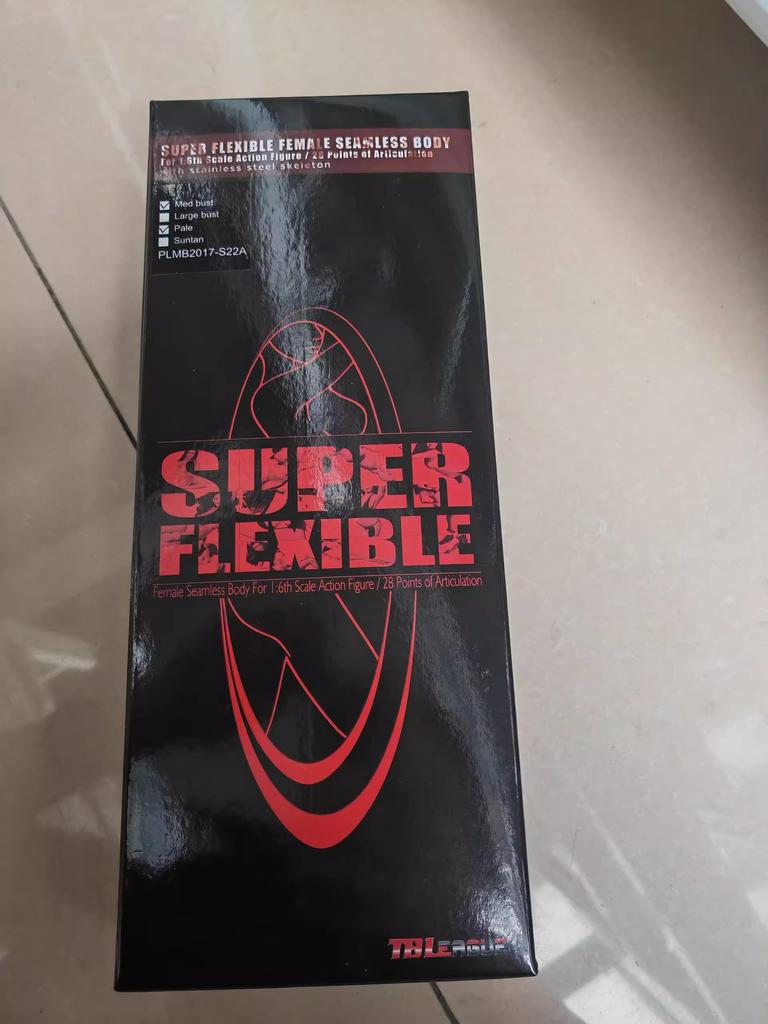 SUPER FLEXIBLE FEMALE SEAMLESS BODY
For 1:6th Scale Action Figure / 28 Points of Articulation
with stainless steel skeleton
Med bust
Large bust
Pale
Suntan
PLMB2017-S22A
SUPER
FLEXIBLE
Female Seamless Body For 1:6th Scale Action Figure / 28 Points of Articulation
TBLEAGUE